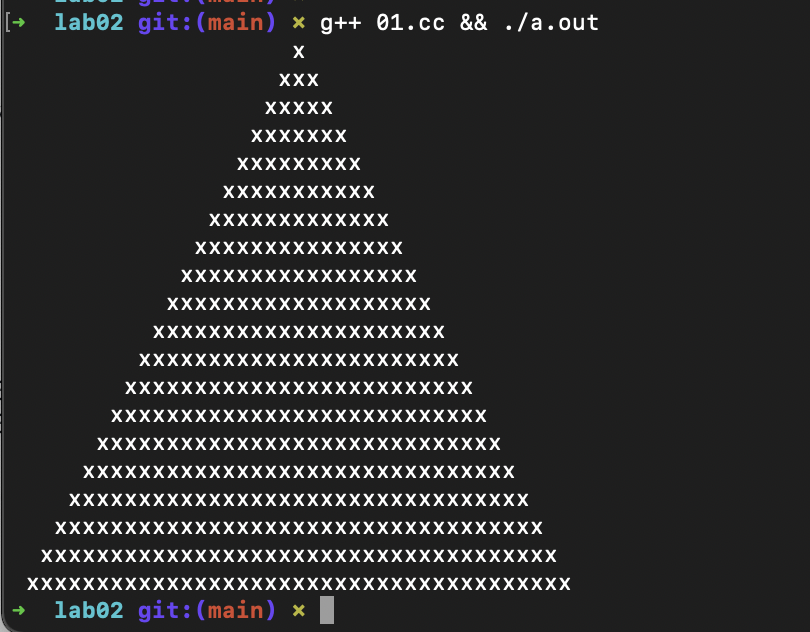 [➜  lab02 git:(main) ✗ g++ 01.cc && ./a.out
                    x
                   xxx
                  xxxxx
                 xxxxxxx
                xxxxxxxxx
               xxxxxxxxxxx
              xxxxxxxxxxxxx
             xxxxxxxxxxxxxxx
            xxxxxxxxxxxxxxxxx
           xxxxxxxxxxxxxxxxxxx
          xxxxxxxxxxxxxxxxxxxxx
         xxxxxxxxxxxxxxxxxxxxxxx
        xxxxxxxxxxxxxxxxxxxxxxxxx
       xxxxxxxxxxxxxxxxxxxxxxxxxxx
      xxxxxxxxxxxxxxxxxxxxxxxxxxxxx
     xxxxxxxxxxxxxxxxxxxxxxxxxxxxxxx
    xxxxxxxxxxxxxxxxxxxxxxxxxxxxxxxxx
   xxxxxxxxxxxxxxxxxxxxxxxxxxxxxxxxxxx
  xxxxxxxxxxxxxxxxxxxxxxxxxxxxxxxxxxxxx
 xxxxxxxxxxxxxxxxxxxxxxxxxxxxxxxxxxxxxxx
➜  lab02 git:(main) ✗